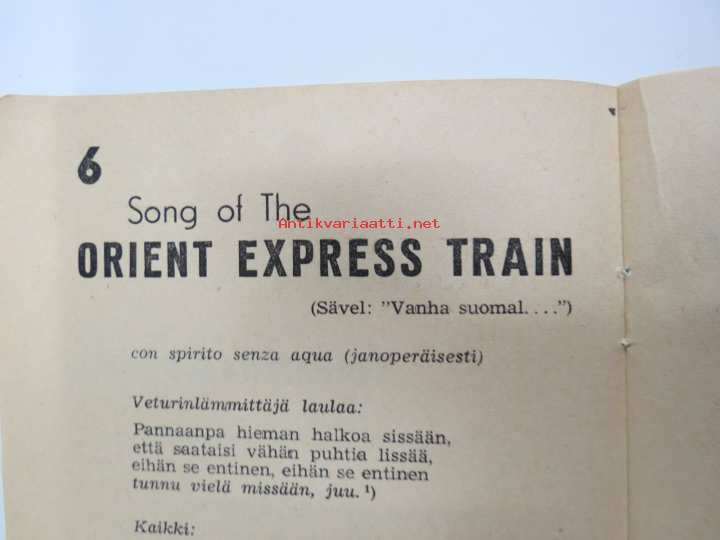 6
Song of The
Antikvariaatti.net
ORIENT EXPRESS TRAIN
(Sävel: ”Vanha suomal. . . .”)
con spirito senza aqua (janoperäisesti)
Veturinlämmittäjä laulaa:
Pannaanpa hieman halkoa sissään,
että saataisi vähän puhtia lissää,
eihän se entinen, eihän se entinen
tunnu vielä missään, juu. ¹)
Kaikki: